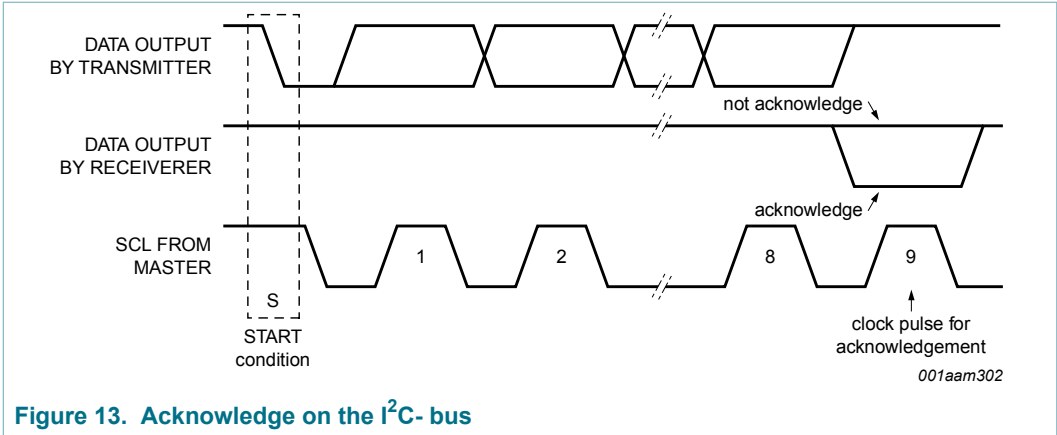 DATA OUTPUT
BY TRANSMITTER
not acknowledge
DATA OUTPUT
BY RECEIVERER
acknowledge
SCL FROM
MASTER
1
2
8
9
S
START
condition
clock pulse for
acknowledgement
001aam302
Figure 13. Acknowledge on the I²C- bus